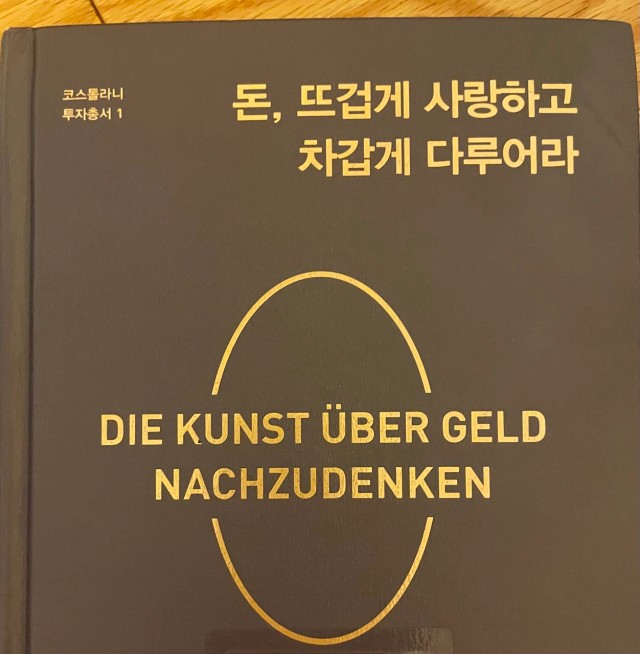 코스톨라니
투자총서 1
돈, 뜨겁게 사랑하고
차갑게 다루어라
DIE KUNST ÜBER GELD
NACHZUDENKEN